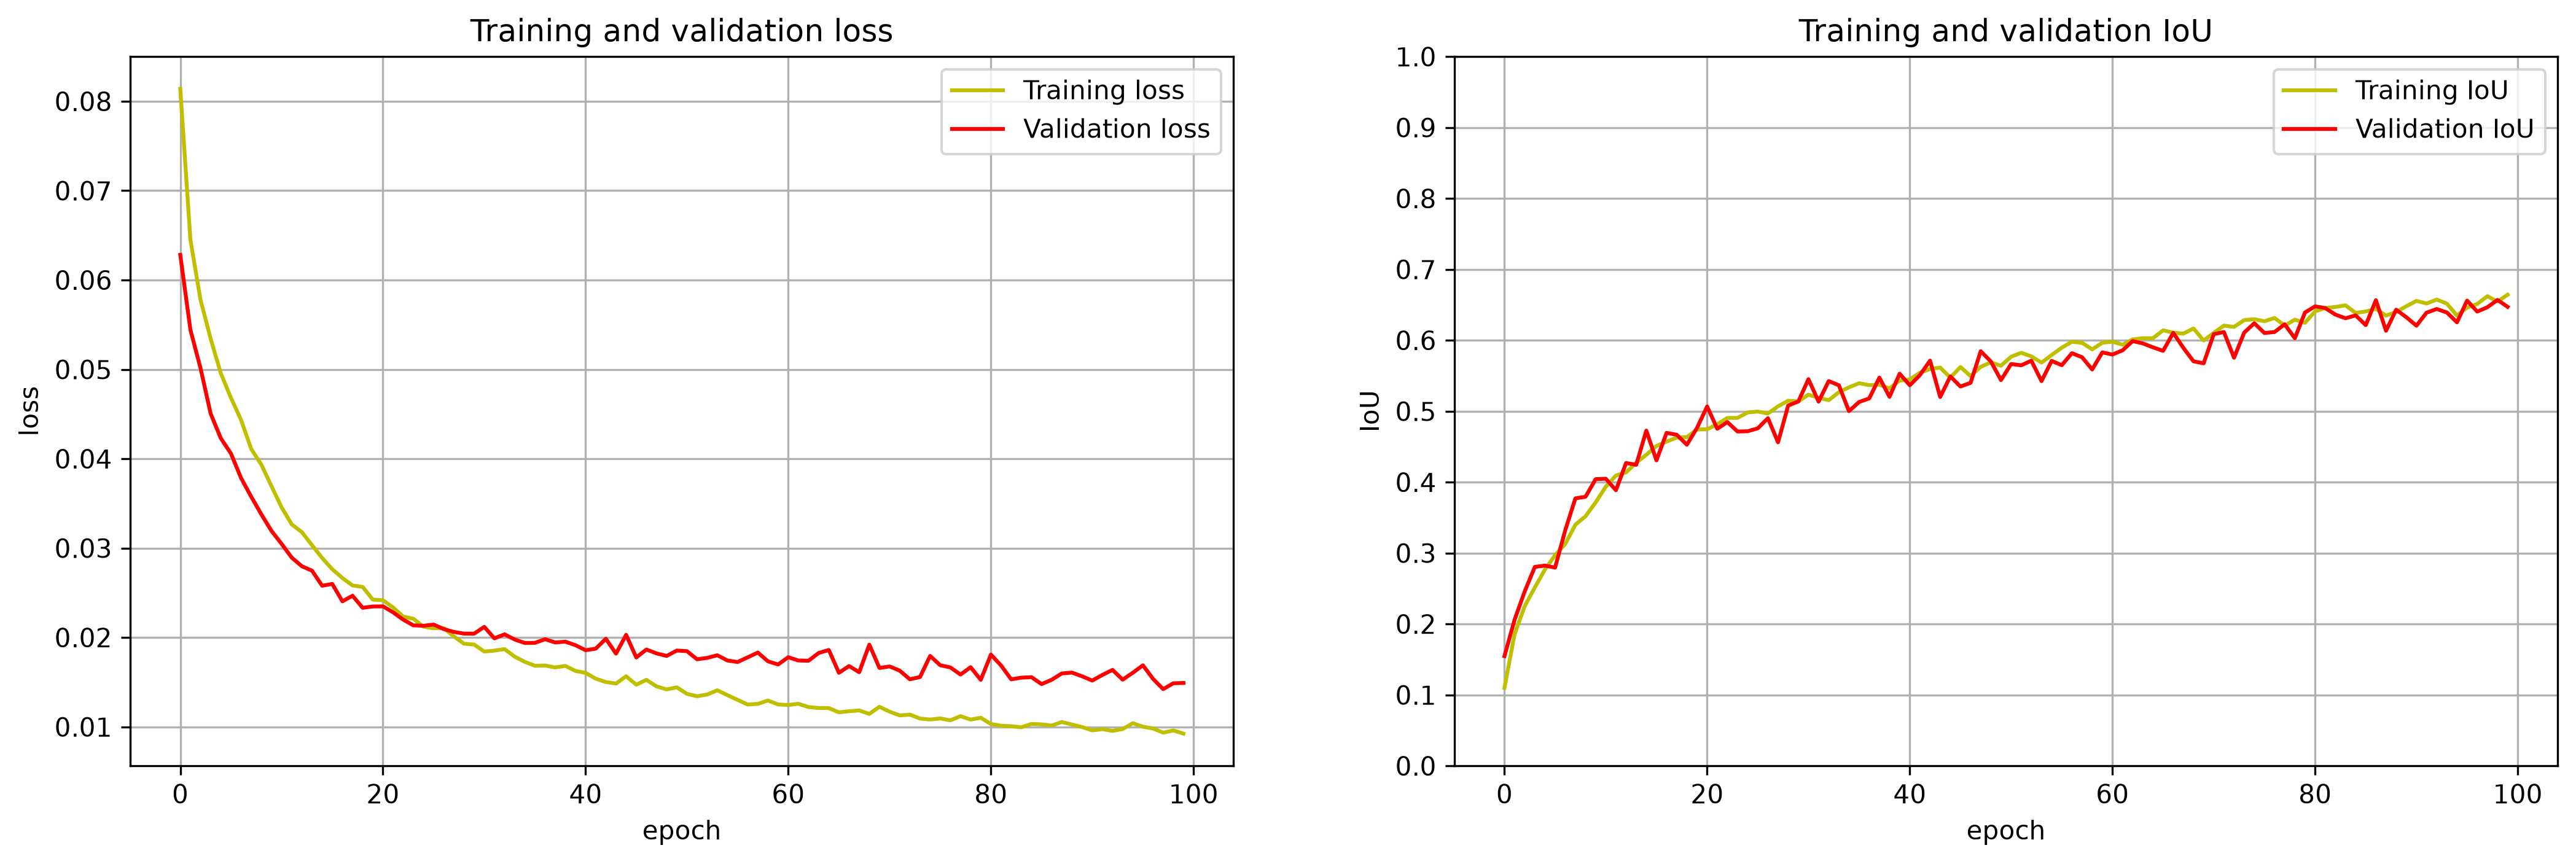 Training and validation loss
Training loss
Validation loss
0.08
0.07
0.06
0.05
0.04
0.03
0.02
0.01
loss
0 20 40 60 80 100
epoch
Training and validation IoU
Training IoU
Validation IoU
1.0
0.9
0.8
0.7
0.6
0.5
0.4
0.3
0.2
0.1
0.0
IoU
0 20 40 60 80 100
epoch